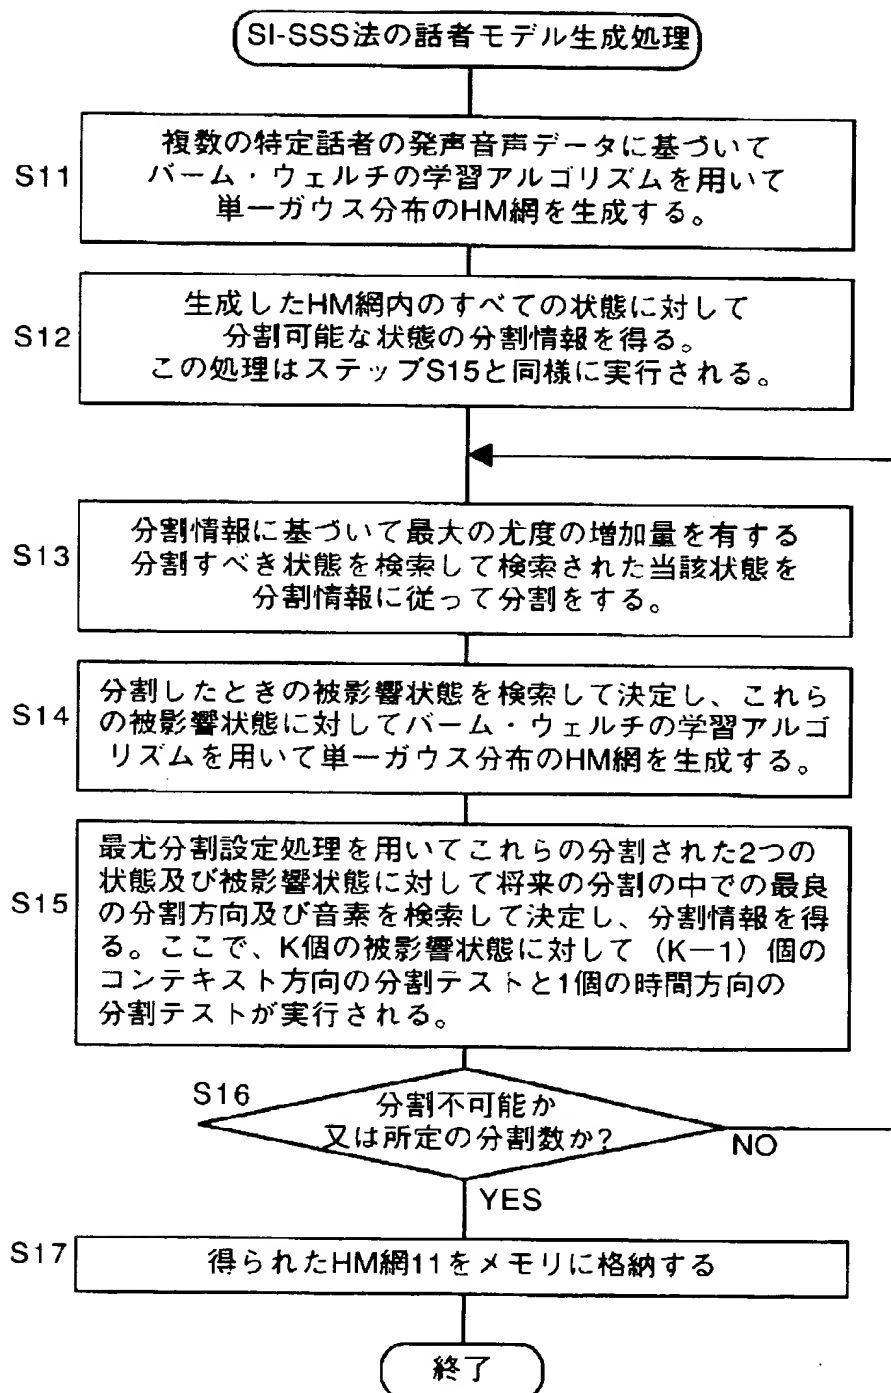 SI-SSS法の話者モデル生成処理
S11
複数の特定話者の発声音声データに基づいて
バーム・ウェルチの学習アルゴリズムを用いて
単一ガウス分布のHM網を生成する。
S12
生成したHM網内のすべての状態に対して
分割可能な状態の分割情報を得る。
この処理はステップS15と同様に実行される。
S13
分割情報に基づいて最大の尤度の増加量を有する
分割すべき状態を検索して検索された当該状態を
分割情報に従って分割をする。
S14
分割したときの被影響状態を検索して決定し、これら
の被影響状態に対してバーム・ウェルチの学習アルゴ
リズムを用いて単一ガウス分布のHM網を生成する。
S15
最尤分割設定処理を用いてこれらの分割された2つの
状態及び被影響状態に対して将来の分割の中での最良
の分割方向及び音素を検索して決定し、分割情報を得
る。ここで、K個の被影響状態に対して（K－1）個の
コンテキスト方向の分割テストと1個の時間方向の
分割テストが実行される。
S16
分割不可能か
又は所定の分割数か?
NO
YES
S17
得られたHM網11をメモリに格納する
終了